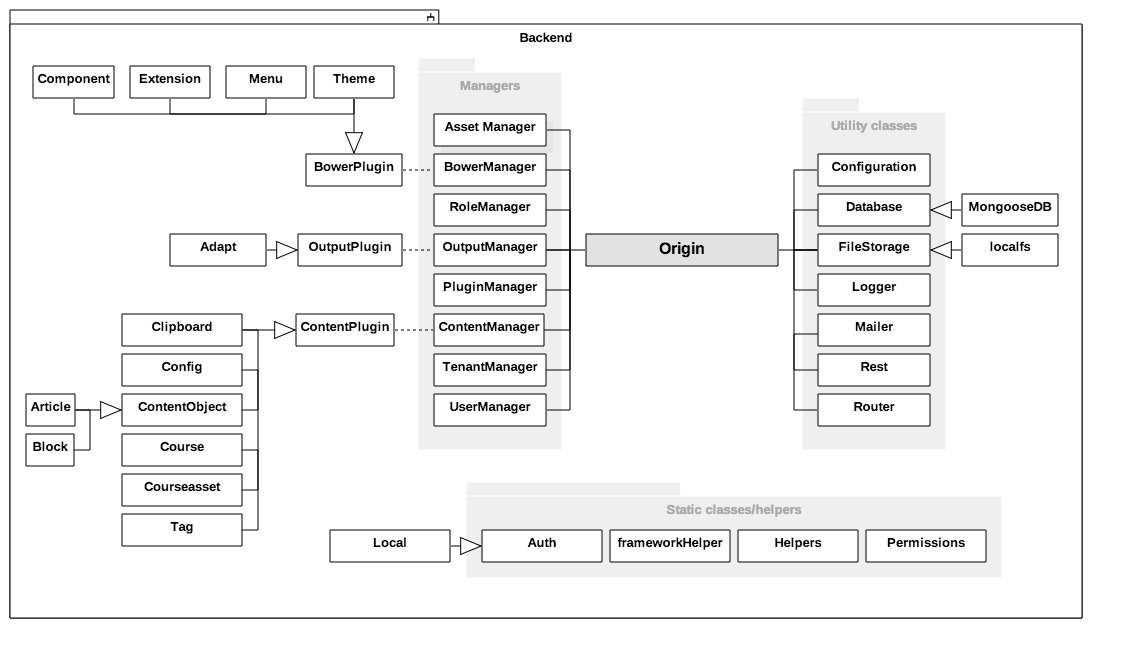 Backend
Component
Extension
Menu
Theme
Managers
Utility classes
Asset Manager
BowerPlugin
BowerManager
Configuration
RoleManager
Database
MongooseDB
Adapt
OutputPlugin
OutputManager
Origin
FileStorage
localfs
PluginManager
Logger
Clipboard
ContentPlugin
ContentManager
Mailer
Config
TenantManager
Rest
Article
ContentObject
UserManager
Router
Block
Course
Courseasset
Tag
Static classes/helpers
Local
Auth
frameworkHelper
Helpers
Permissions